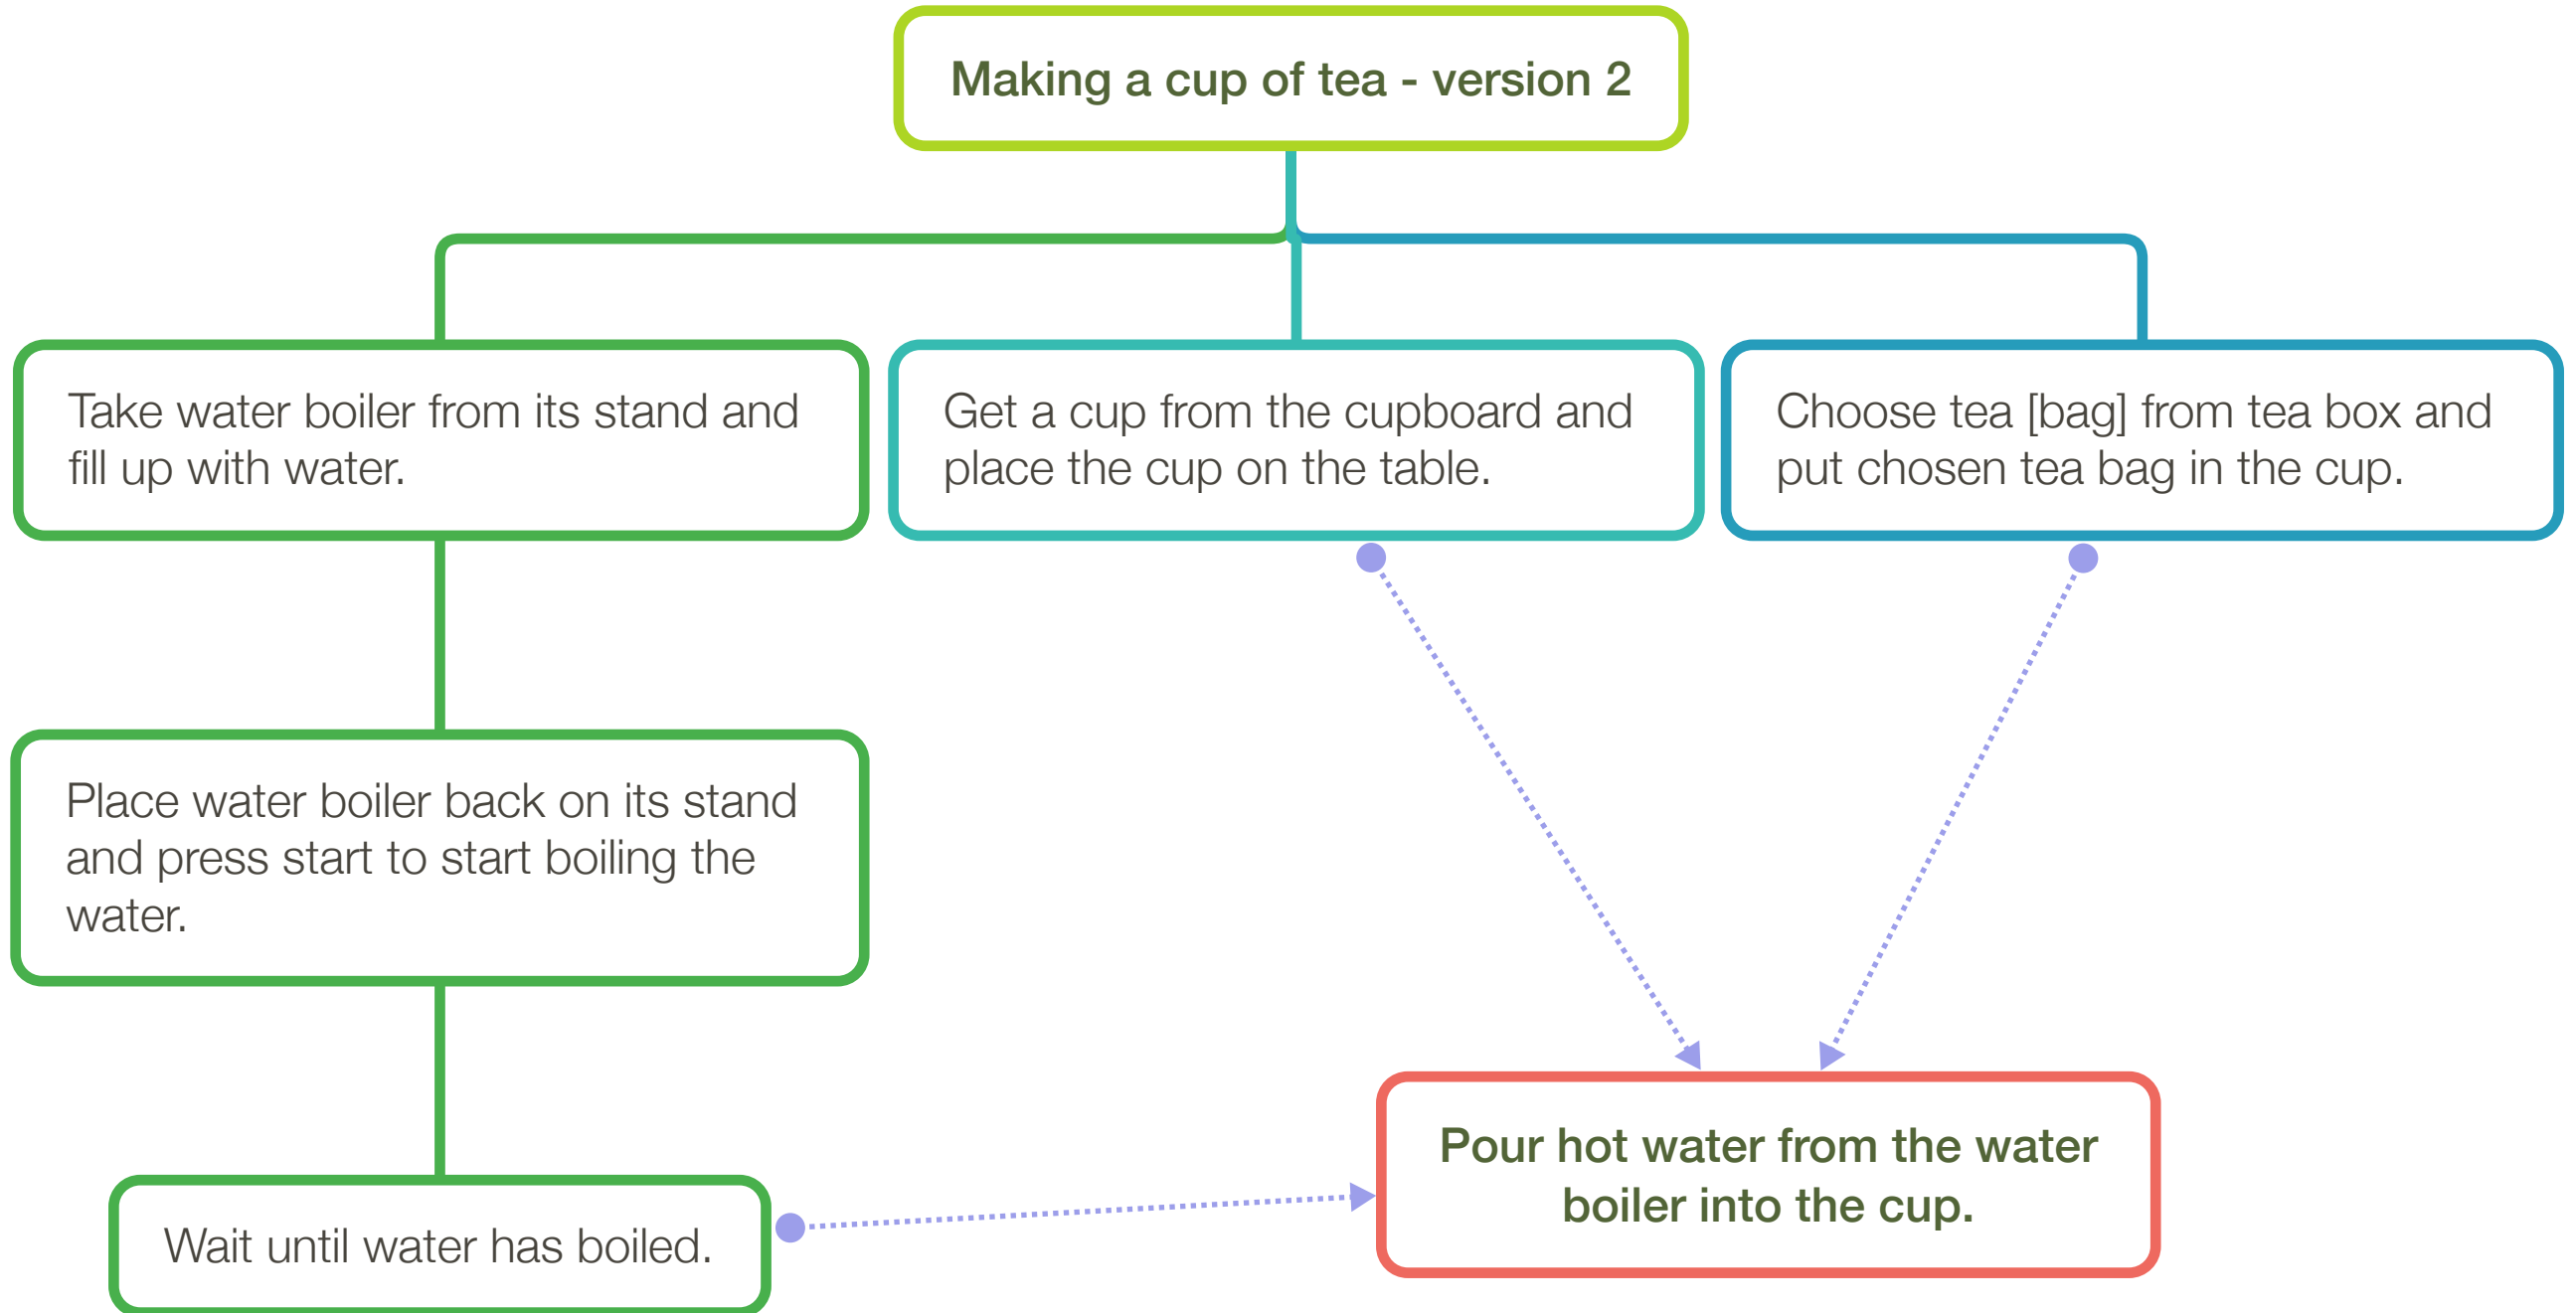 Making a cup of tea - version 2
Take water boiler from its stand and
fill up with water.
Get a cup from the cupboard and
place the cup on the table.
Choose tea [bag] from tea box and
put chosen tea bag in the cup.
Place water boiler back on its stand
and press start to start boiling the
water.
Wait until water has boiled.
Pour hot water from the water
boiler into the cup.